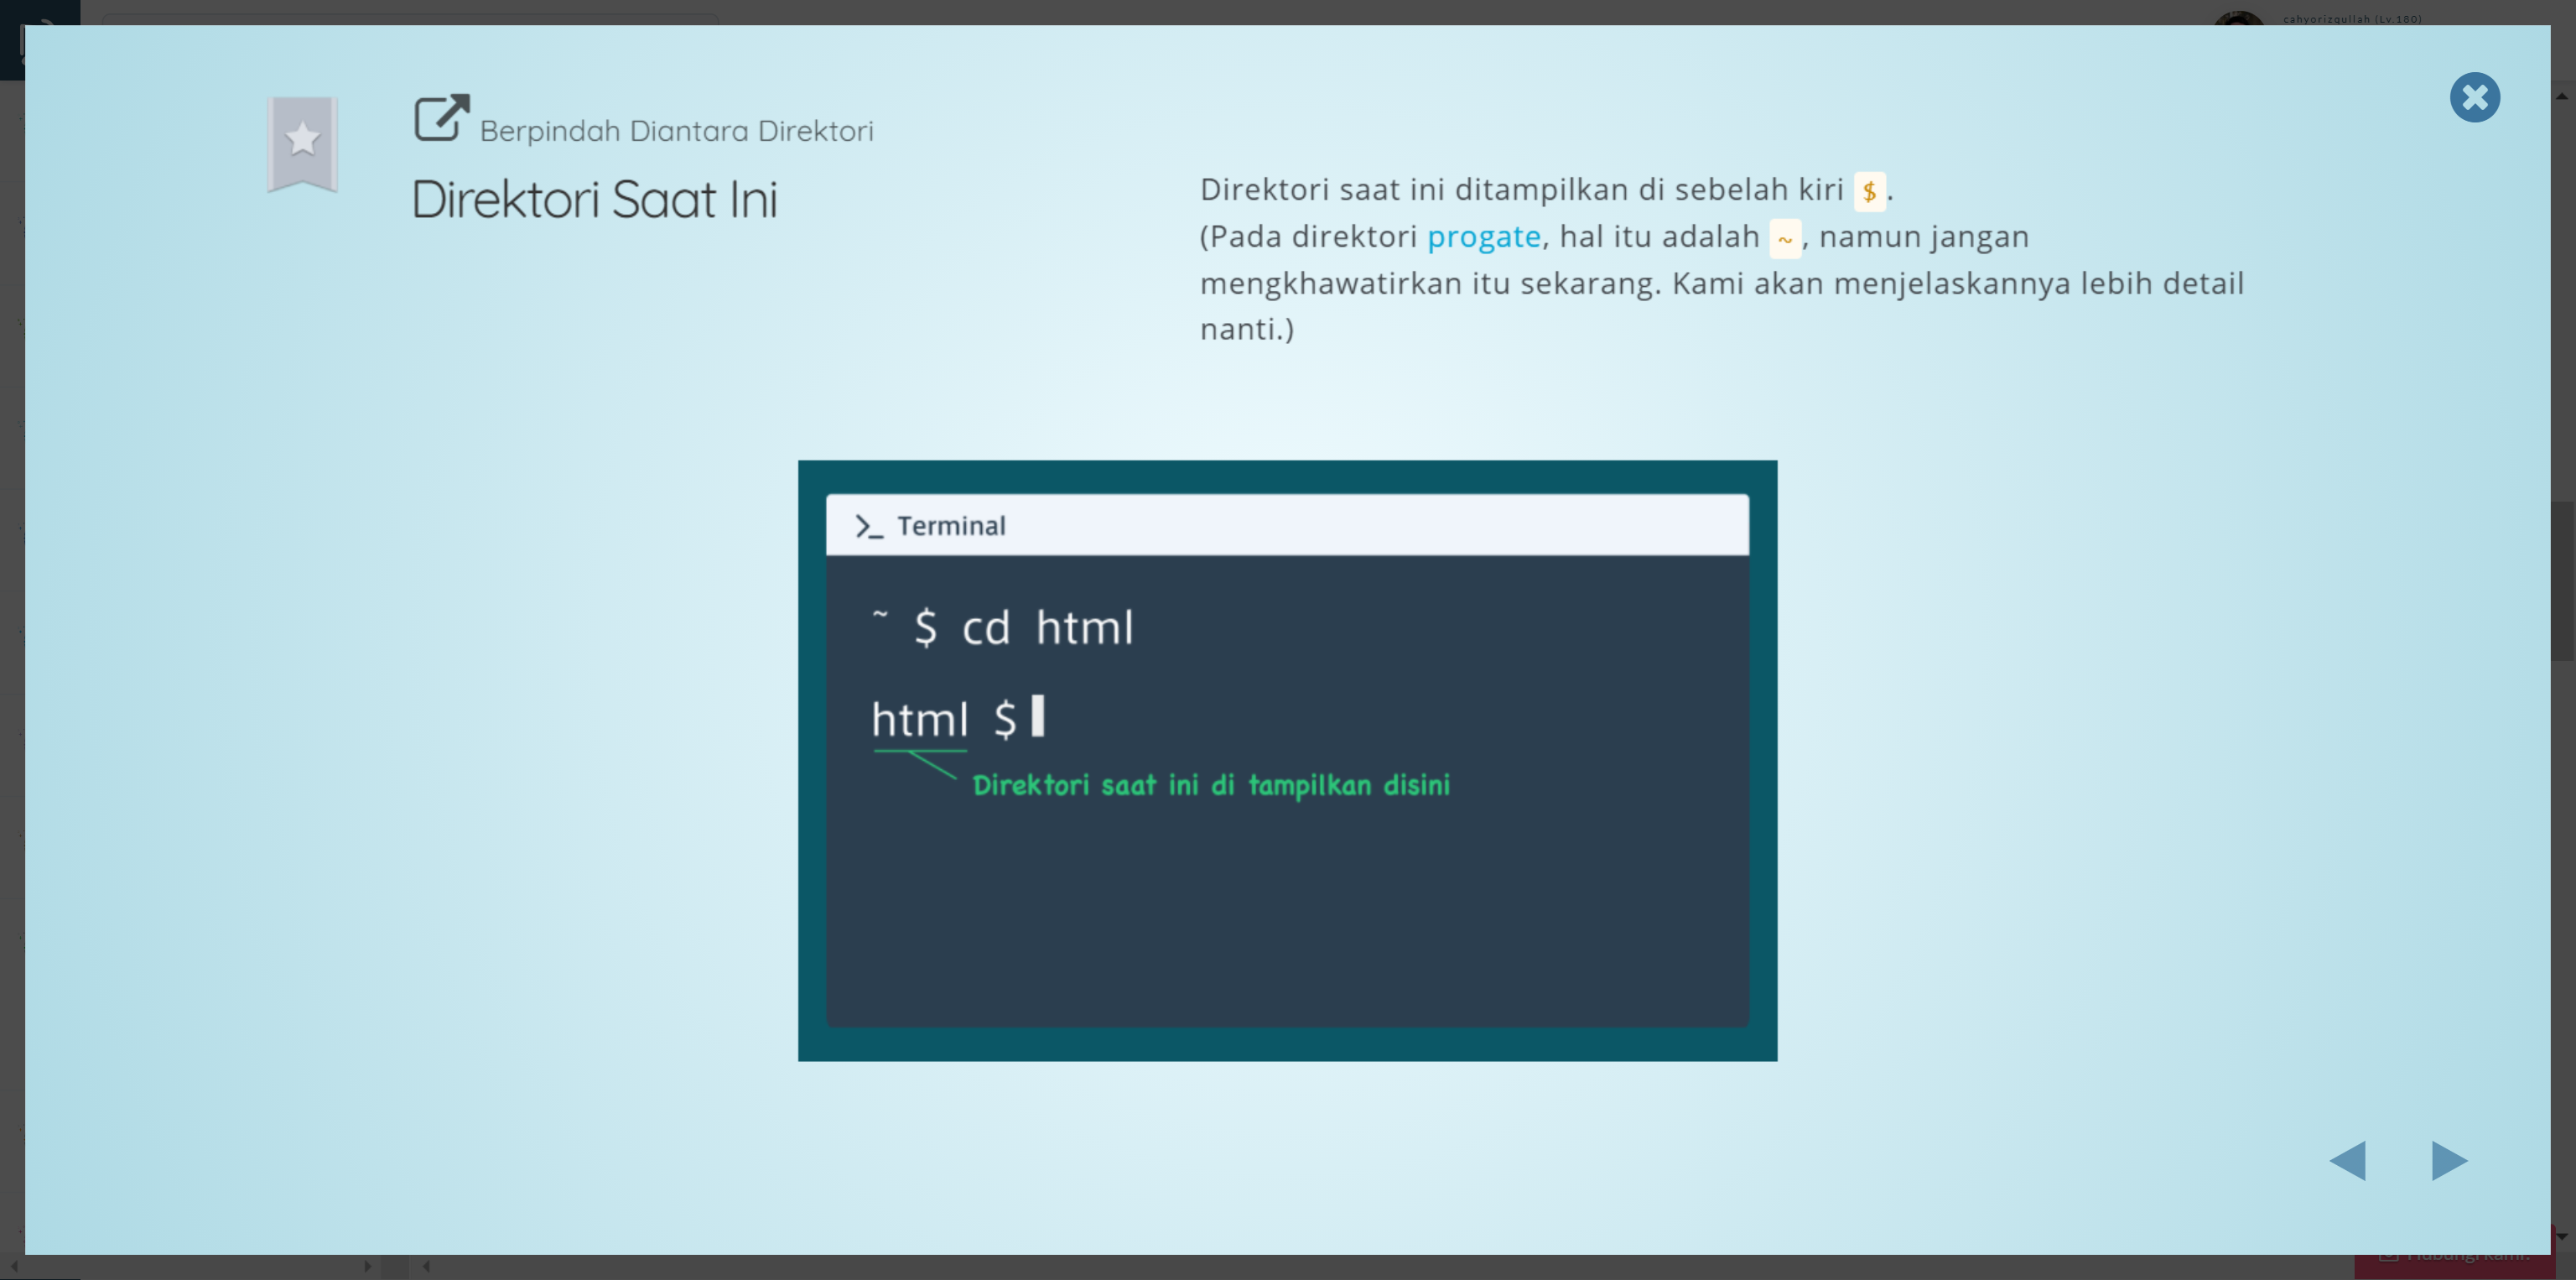 cahyorizqullah (Lv.180)
Berpindah Diantara Direktori
Direktori Saat Ini
Direktori saat ini ditampilkan di sebelah kiri $.
(Pada direktori progate, hal itu adalah ~, namun jangan
mengkhawatirkan itu sekarang. Kami akan menjelaskannya lebih detail
nanti.)
>_ Terminal
~ $ cd html
html $
Direktori saat ini di tampilkan disini
Hubungi kami.